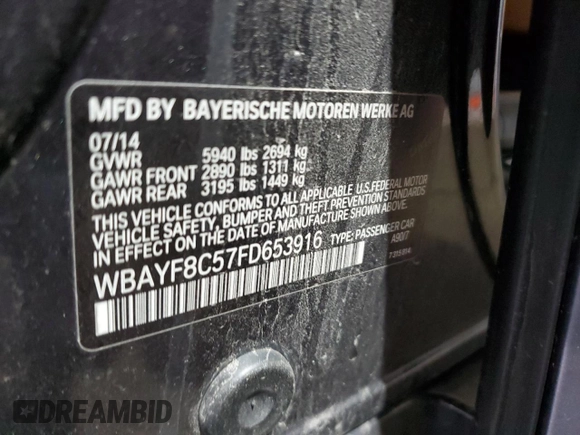 MFD BY BAYERISCHE MOTOREN WERKE AG
07/14
GVWR 5940 lbs 2694 kg
GAWR FRONT 2890 lbs 1311 kg
GAWR REAR 3195 lbs 1449 kg
THIS VEHICLE CONFORMS TO ALL APPLICABLE U.S.FEDERAL MOTOR
VEHICLE SAFETY, BUMPER AND THEFT PREVENTION STANDARDS
IN EFFECT ON THE DATE OF MANUFACTURE SHOWN ABOVE.
WBAYF8C57FD653916 TYPE: PASSENGER CAR
A90/7
DREAMBID